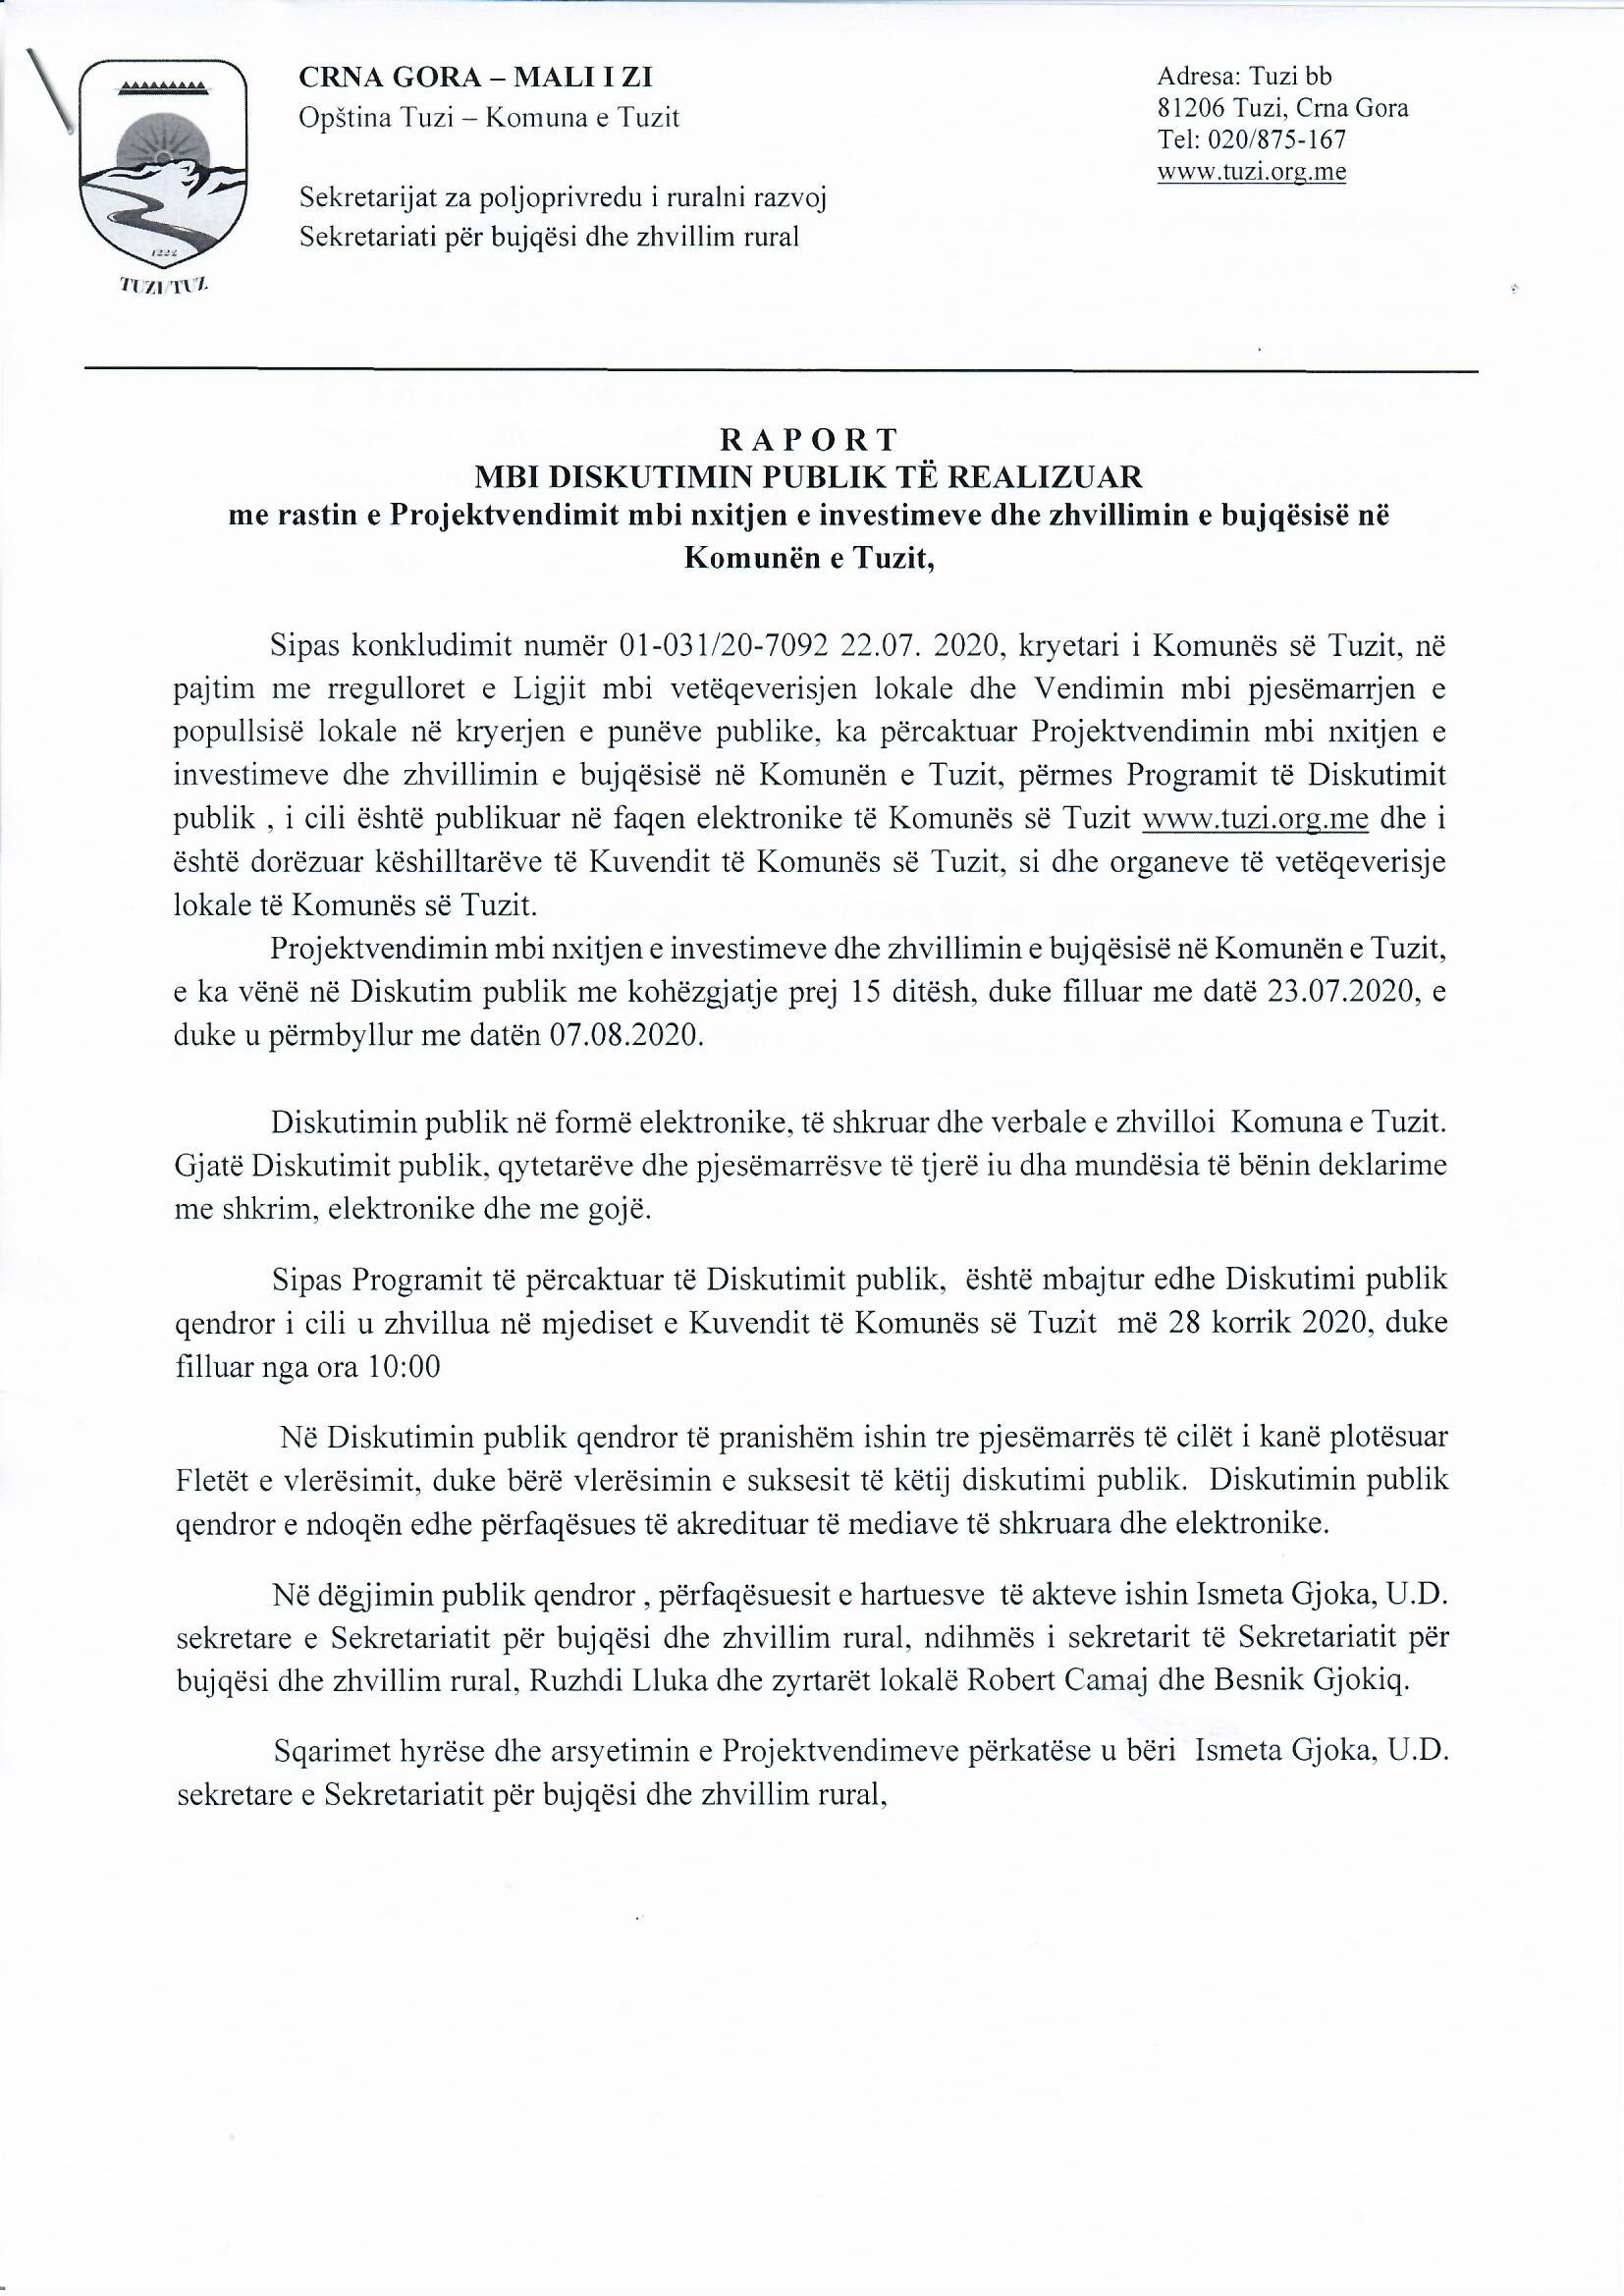 CRNA GORA – MALI I ZI
Opština Tuzi – Komuna e Tuzit
Sekretarijat za poljoprivredu i ruralni razvoj
Sekretariati për bujqësi dhe zhvillim rural
Adresa: Tuzi bb
81206 Tuzi, Crna Gora
Tel: 020/875-167
www.tuzi.org.me
1222
TUZI/TUZ
R A P O R T
MBI DISKUTIMIN PUBLIK TË REALIZUAR
me rastin e Projektvendimit mbi nxitjen e investimeve dhe zhvillimin e bujqësisë në
Komunën e Tuzit,
Sipas konkludimit numër 01-031/20-7092 22.07. 2020, kryetari i Komunës së Tuzit, në
pajtim me rregulloret e Ligjit mbi vetëqeverisjen lokale dhe Vendimin mbi pjesëmarrjen e
popullsisë lokale në kryerjen e punëve publike, ka përcaktuar Projektvendimin mbi nxitjen e
investimeve dhe zhvillimin e bujqësisë në Komunën e Tuzit, përmes Programit të Diskutimit
publik , i cili është publikuar në faqen elektronike të Komunës së Tuzit www.tuzi.org.me dhe i
është dorëzuar këshilltarëve të Kuvendit të Komunës së Tuzit, si dhe organeve të vetëqeverisje
lokale të Komunës së Tuzit.
Projektvendimin mbi nxitjen e investimeve dhe zhvillimin e bujqësisë në Komunën e Tuzit,
e ka vënë në Diskutim publik me kohëzgjatje prej 15 ditësh, duke filluar me datë 23.07.2020, e
duke u përmbyllur me datën 07.08.2020.
Diskutimin publik në formë elektronike, të shkruar dhe verbale e zhvilloi Komuna e Tuzit.
Gjatë Diskutimit publik, qytetarëve dhe pjesëmarrësve të tjerë iu dha mundësia të bënin deklarime
me shkrim, elektronike dhe me gojë.
Sipas Programit të përcaktuar të Diskutimit publik, është mbajtur edhe Diskutimi publik
qendror i cili u zhvillua në mjediset e Kuvendit të Komunës së Tuzit më 28 korrik 2020, duke
filluar nga ora 10:00
Në Diskutimin publik qendror të pranishëm ishin tre pjesëmarrës të cilët i kanë plotësuar
Fletët e vlerësimit, duke bërë vlerësimin e suksesit të këtij diskutimi publik. Diskutimin publik
qendror e ndoqën edhe përfaqësues të akredituar të mediave të shkruara dhe elektronike.
Në dëgjimin publik qendror , përfaqësuesit e hartuesve të akteve ishin Ismeta Gjoka, U.D.
sekretare e Sekretariatit për bujqësi dhe zhvillim rural, ndihmës i sekretarit të Sekretariatit për
bujqësi dhe zhvillim rural, Ruzhdi Lluka dhe zyrtarët lokalë Robert Camaj dhe Besnik Gjokiq.
Sqarimet hyrëse dhe arsyetimin e Projektvendimeve përkatëse u bëri Ismeta Gjoka, U.D.
sekretare e Sekretariatit për bujqësi dhe zhvillim rural,